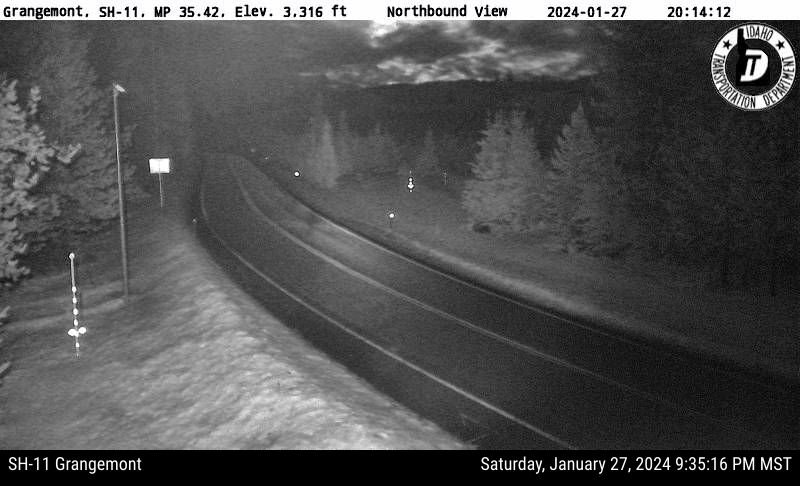 Grangemont, SH-11, MP 35.42, Elev. 3,316 ft Northbound View 2024-01-27 20:14:12
IDAHO
TRANSPORTATION DEPARTMENT
SH-11 Grangemont Saturday, January 27, 2024 9:35:16 PM MST